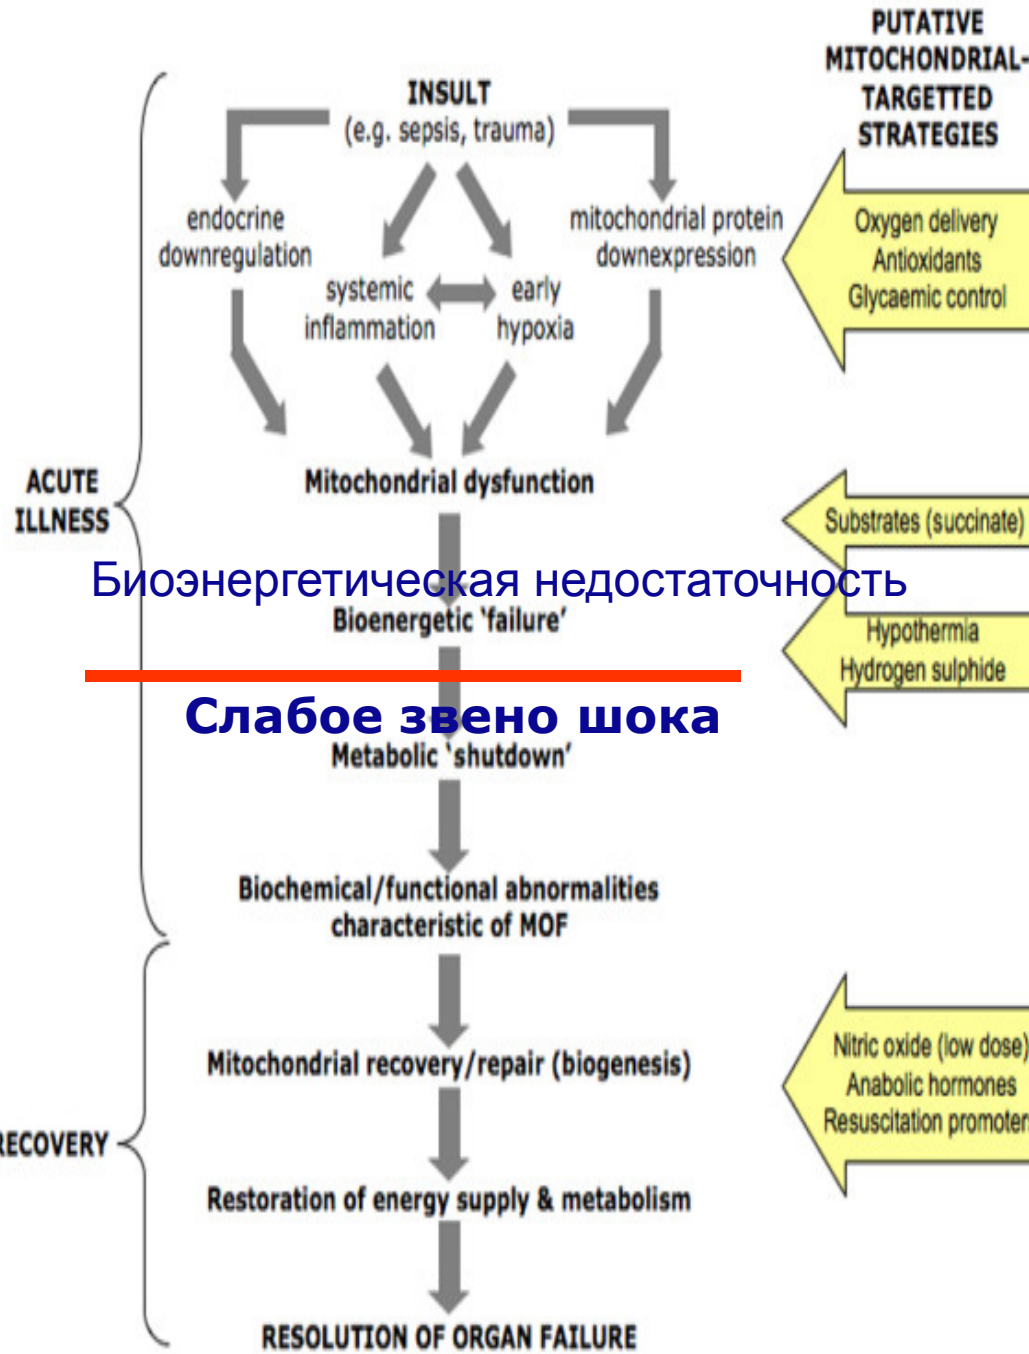 PUTATIVE
MITOCHONDRIAL-
TARGETTED
STRATEGIES
INSULT
(e.g. sepsis, trauma)
endocrine
downregulation
mitochondrial protein
downexpression
systemic
inflammation
early
hypoxia
Oxygen delivery
Antioxidants
Glycaemic control
ACUTE
ILLNESS
Mitochondrial dysfunction
Substrates (succinate)
Биоэнергетическая недостаточность
Bioenergetic ‘failure’
Hypothermia
Hydrogen sulphide
Слабое звено шока
Metabolic ‘shutdown’
Biochemical/functional abnormalities
characteristic of MOF
Mitochondrial recovery/repair (biogenesis)
Nitric oxide (low dose)
Anabolic hormones
Resuscitation promoters
RECOVERY
Restoration of energy supply & metabolism
RESOLUTION OF ORGAN FAILURE